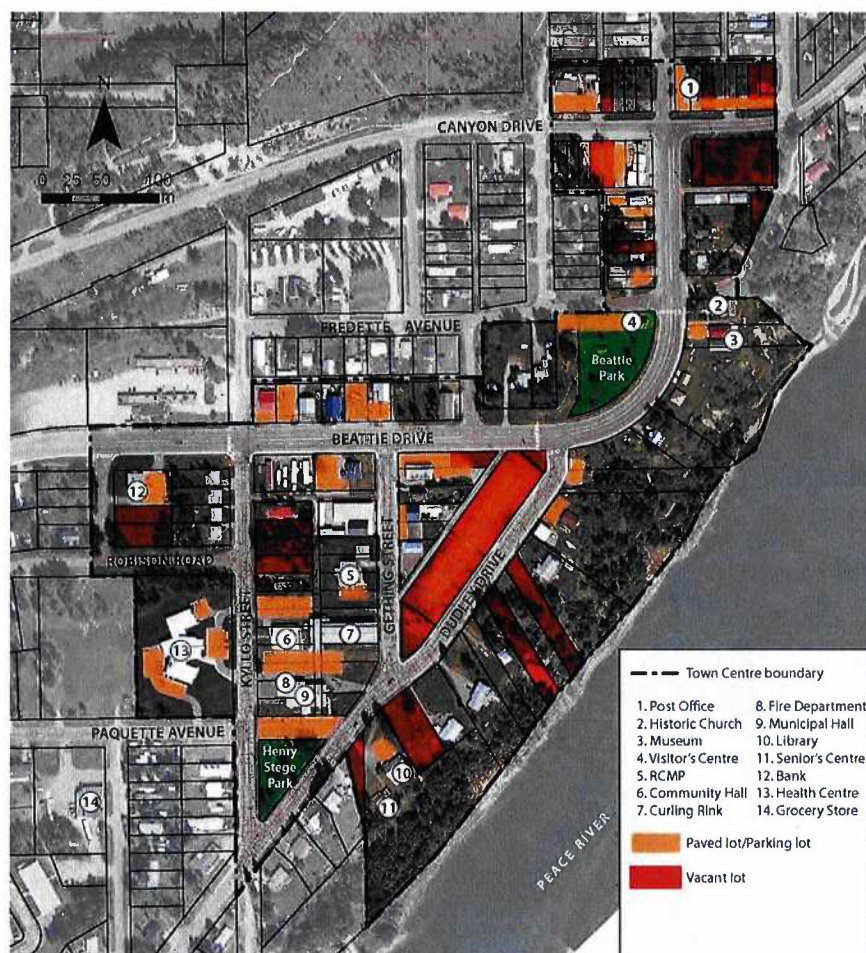 1
CANYON DRIVE
N
0 25 50 100
m
2
FREDETTE AVENUE
4
3
Beattie
Park
BEATTIE DRIVE
12
ROBISON ROAD
KYLLO STREET
GETHING STREET
DUDLEY DRIVE
5
6
7
13
8
9
PAQUETTE AVENUE
Henry
Stege
Park
10
11
14
PEACE RIVER
Town Centre boundary
1. Post Office
2. Historic Church
3. Museum
4. Visitor's Centre
5. RCMP
6. Community Hall
7. Curling Rink
8. Fire Department
9. Municipal Hall
10. Library
11. Senior's Centre
12. Bank
13. Health Centre
14. Grocery Store
Paved lot/Parking lot
Vacant lot